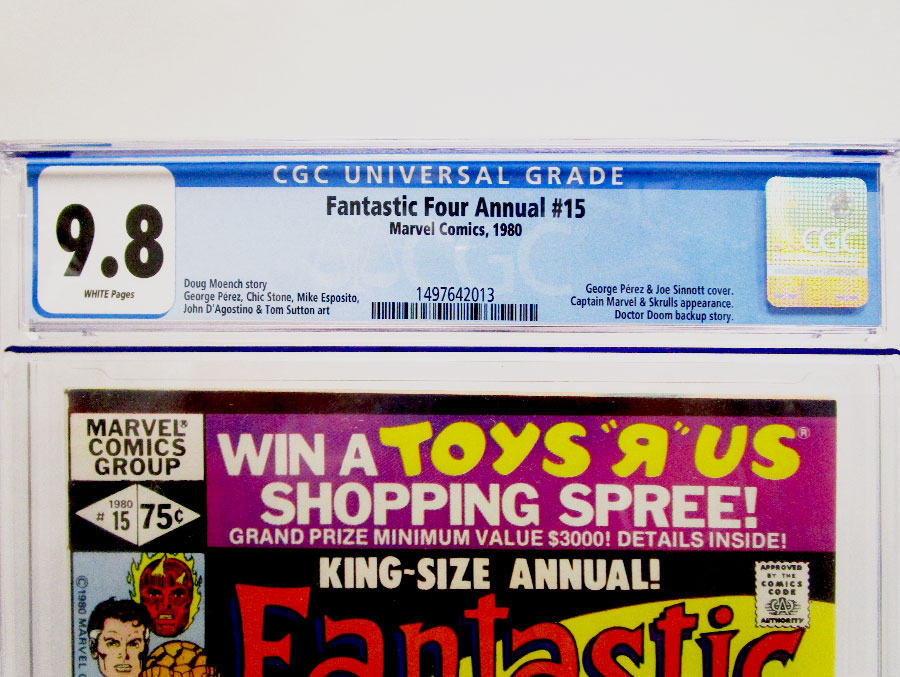 CGC UNIVERSAL GRADE
9.8
WHITE Pages
Fantastic Four Annual #15
Marvel Comics, 1980
Doug Moench story
George Pérez, Chic Stone, Mike Esposito,
John D'Agostino & Tom Sutton art
1497642013
George Pérez & Joe Sinnott cover.
Captain Marvel & Skrulls appearance.
Doctor Doom backup story.
CGC
MARVEL®
COMICS
GROUP
1980
# 15
75¢
WIN A TOYS "Я" US®
SHOPPING SPREE!
GRAND PRIZE MINIMUM VALUE $3000! DETAILS INSIDE!
KING-SIZE ANNUAL!
APPROVED
BY THE
COMICS
CODE
AUTHORITY
©1980 MARVEL
Fantastic